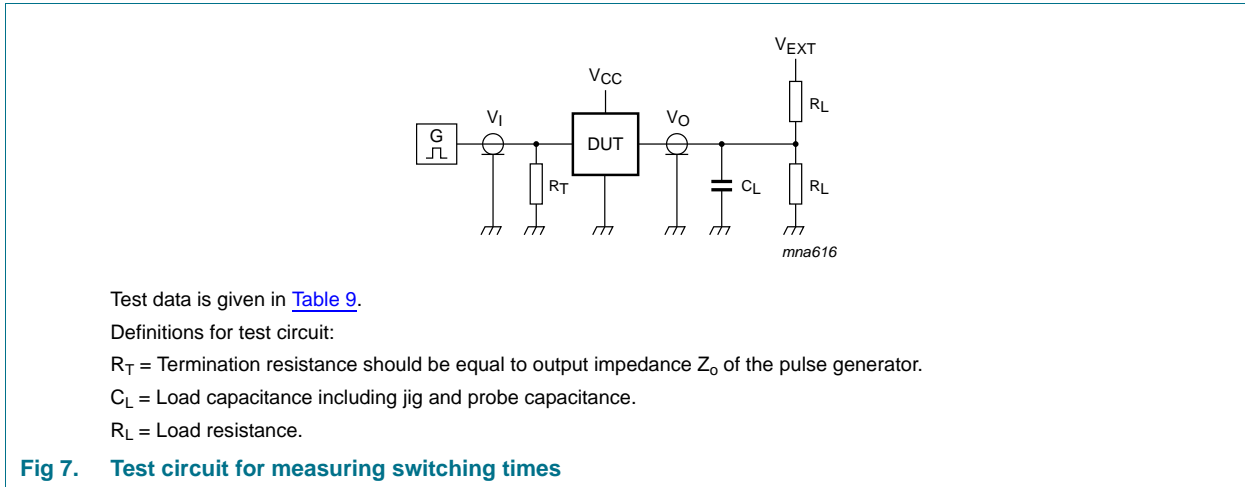 VEXT
VCC
RL
VI
VO
G
DUT
RT
CL
RL
mna616
Test data is given in Table 9.
Definitions for test circuit:
RT = Termination resistance should be equal to output impedance Zo of the pulse generator.
CL = Load capacitance including jig and probe capacitance.
RL = Load resistance.
Fig 7. Test circuit for measuring switching times